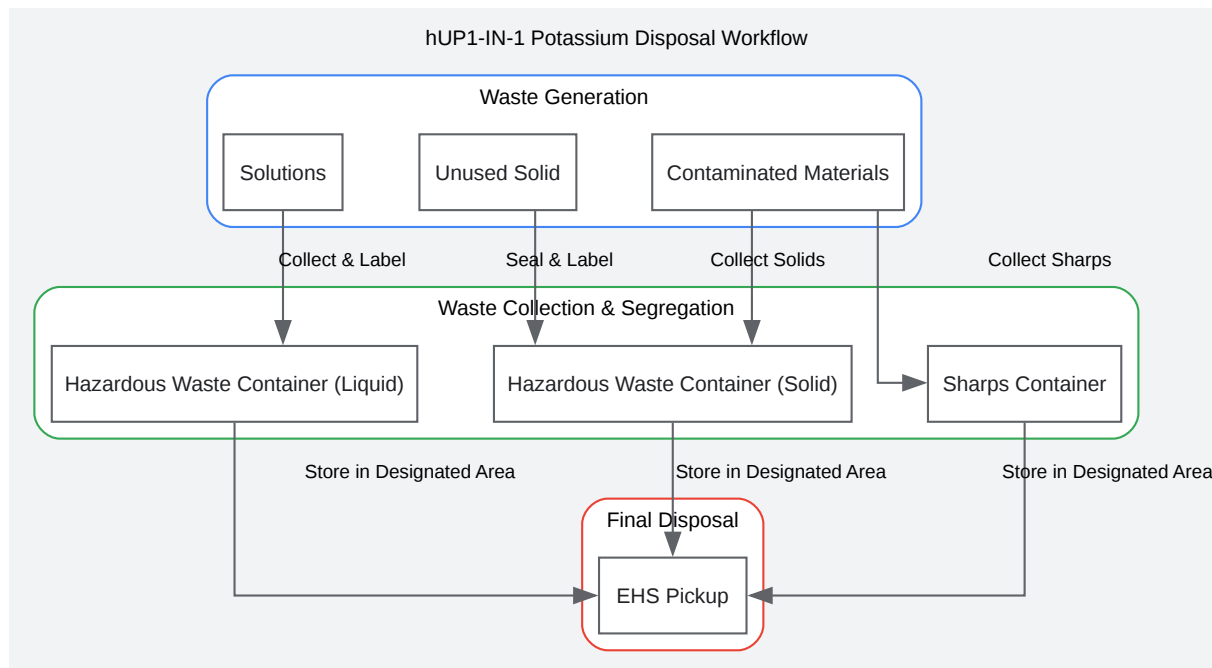 hUP1-IN-1 Potassium Disposal Workflow
Waste Generation
Solutions
Unused Solid
Contaminated Materials
Collect & Label
Seal & Label
Collect Solids
Collect Sharps
Waste Collection & Segregation
Hazardous Waste Container (Liquid)
Hazardous Waste Container (Solid)
Sharps Container
Store in Designated Area
Store in Designated Area
Store in Designated Area
Final Disposal
EHS Pickup